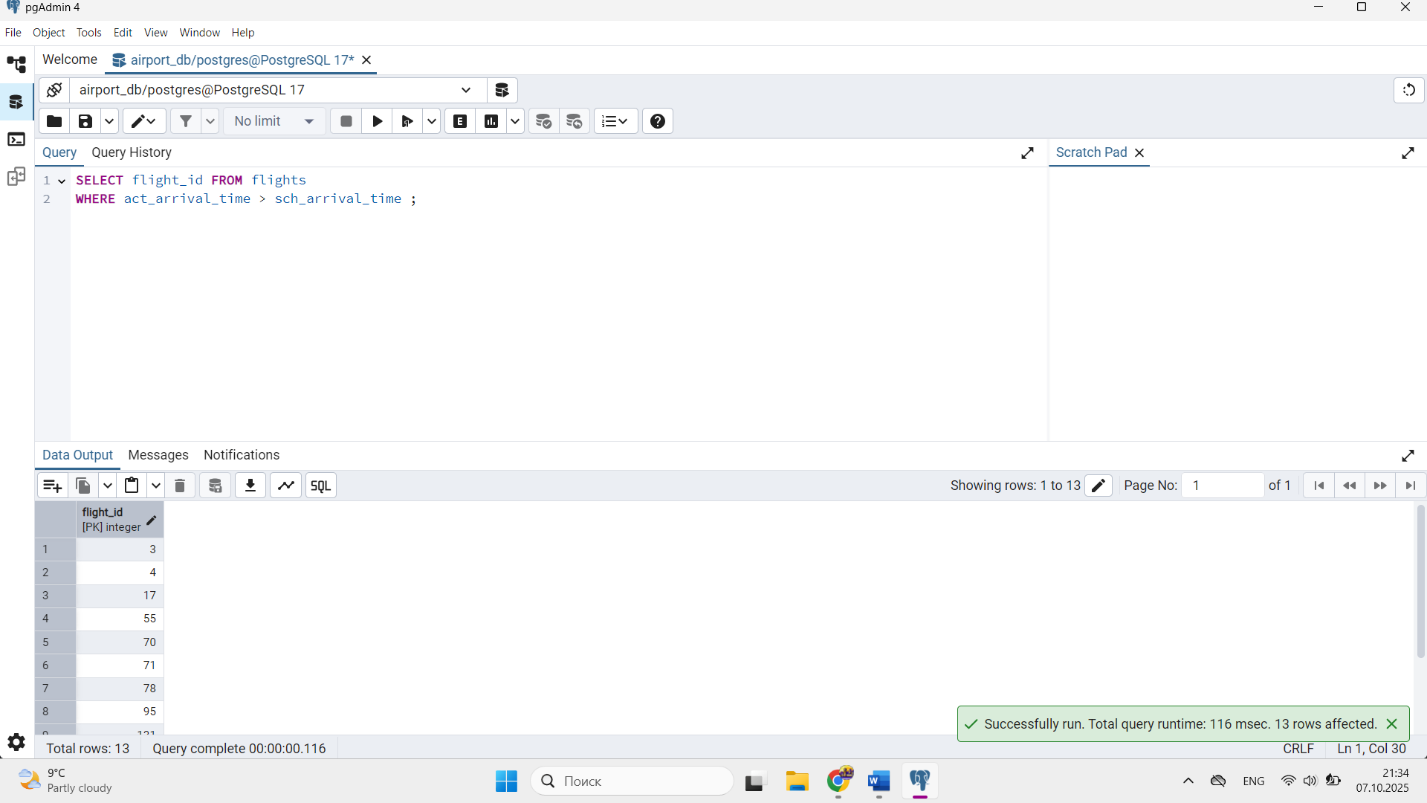 pgAdmin 4
File Object Tools Edit View Window Help
Welcome airport_db/postgres@PostgreSQL 17*
airport_db/postgres@PostgreSQL 17
No limit
Query Query History Scratch Pad
1 SELECT flight_id FROM flights
2 WHERE act_arrival_time > sch_arrival_time ;
Data Output Messages Notifications
SQL Showing rows: 1 to 13 Page No: 1 of 1
flight_id
[PK] integer
1 3
2 4
3 17
4 55
5 70
6 71
7 78
8 95
9 121
Successfully run. Total query runtime: 116 msec. 13 rows affected.
Total rows: 13 Query complete 00:00:00.116 CRLF Ln 1, Col 30
9°C
Partly cloudy
Поиск
ENG
21:34
07.10.2025